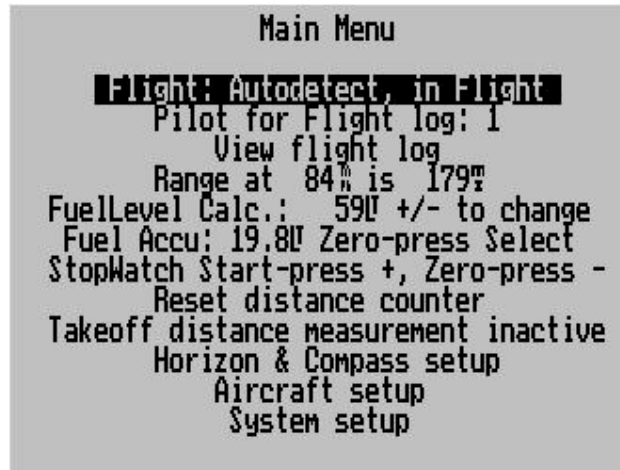 Main Menu
Flight: Autodetect, in Flight
Pilot for Flight log: 1
View flight log
Range at 84 is 179
FuelLevel Calc.: 59 +/- to change
Fuel Accu: 19.8 Zero-press Select
StopWatch Start-press +, Zero-press -
Reset distance counter
Takeoff distance measurement inactive
Horizon & Compass setup
Aircraft setup
System setup